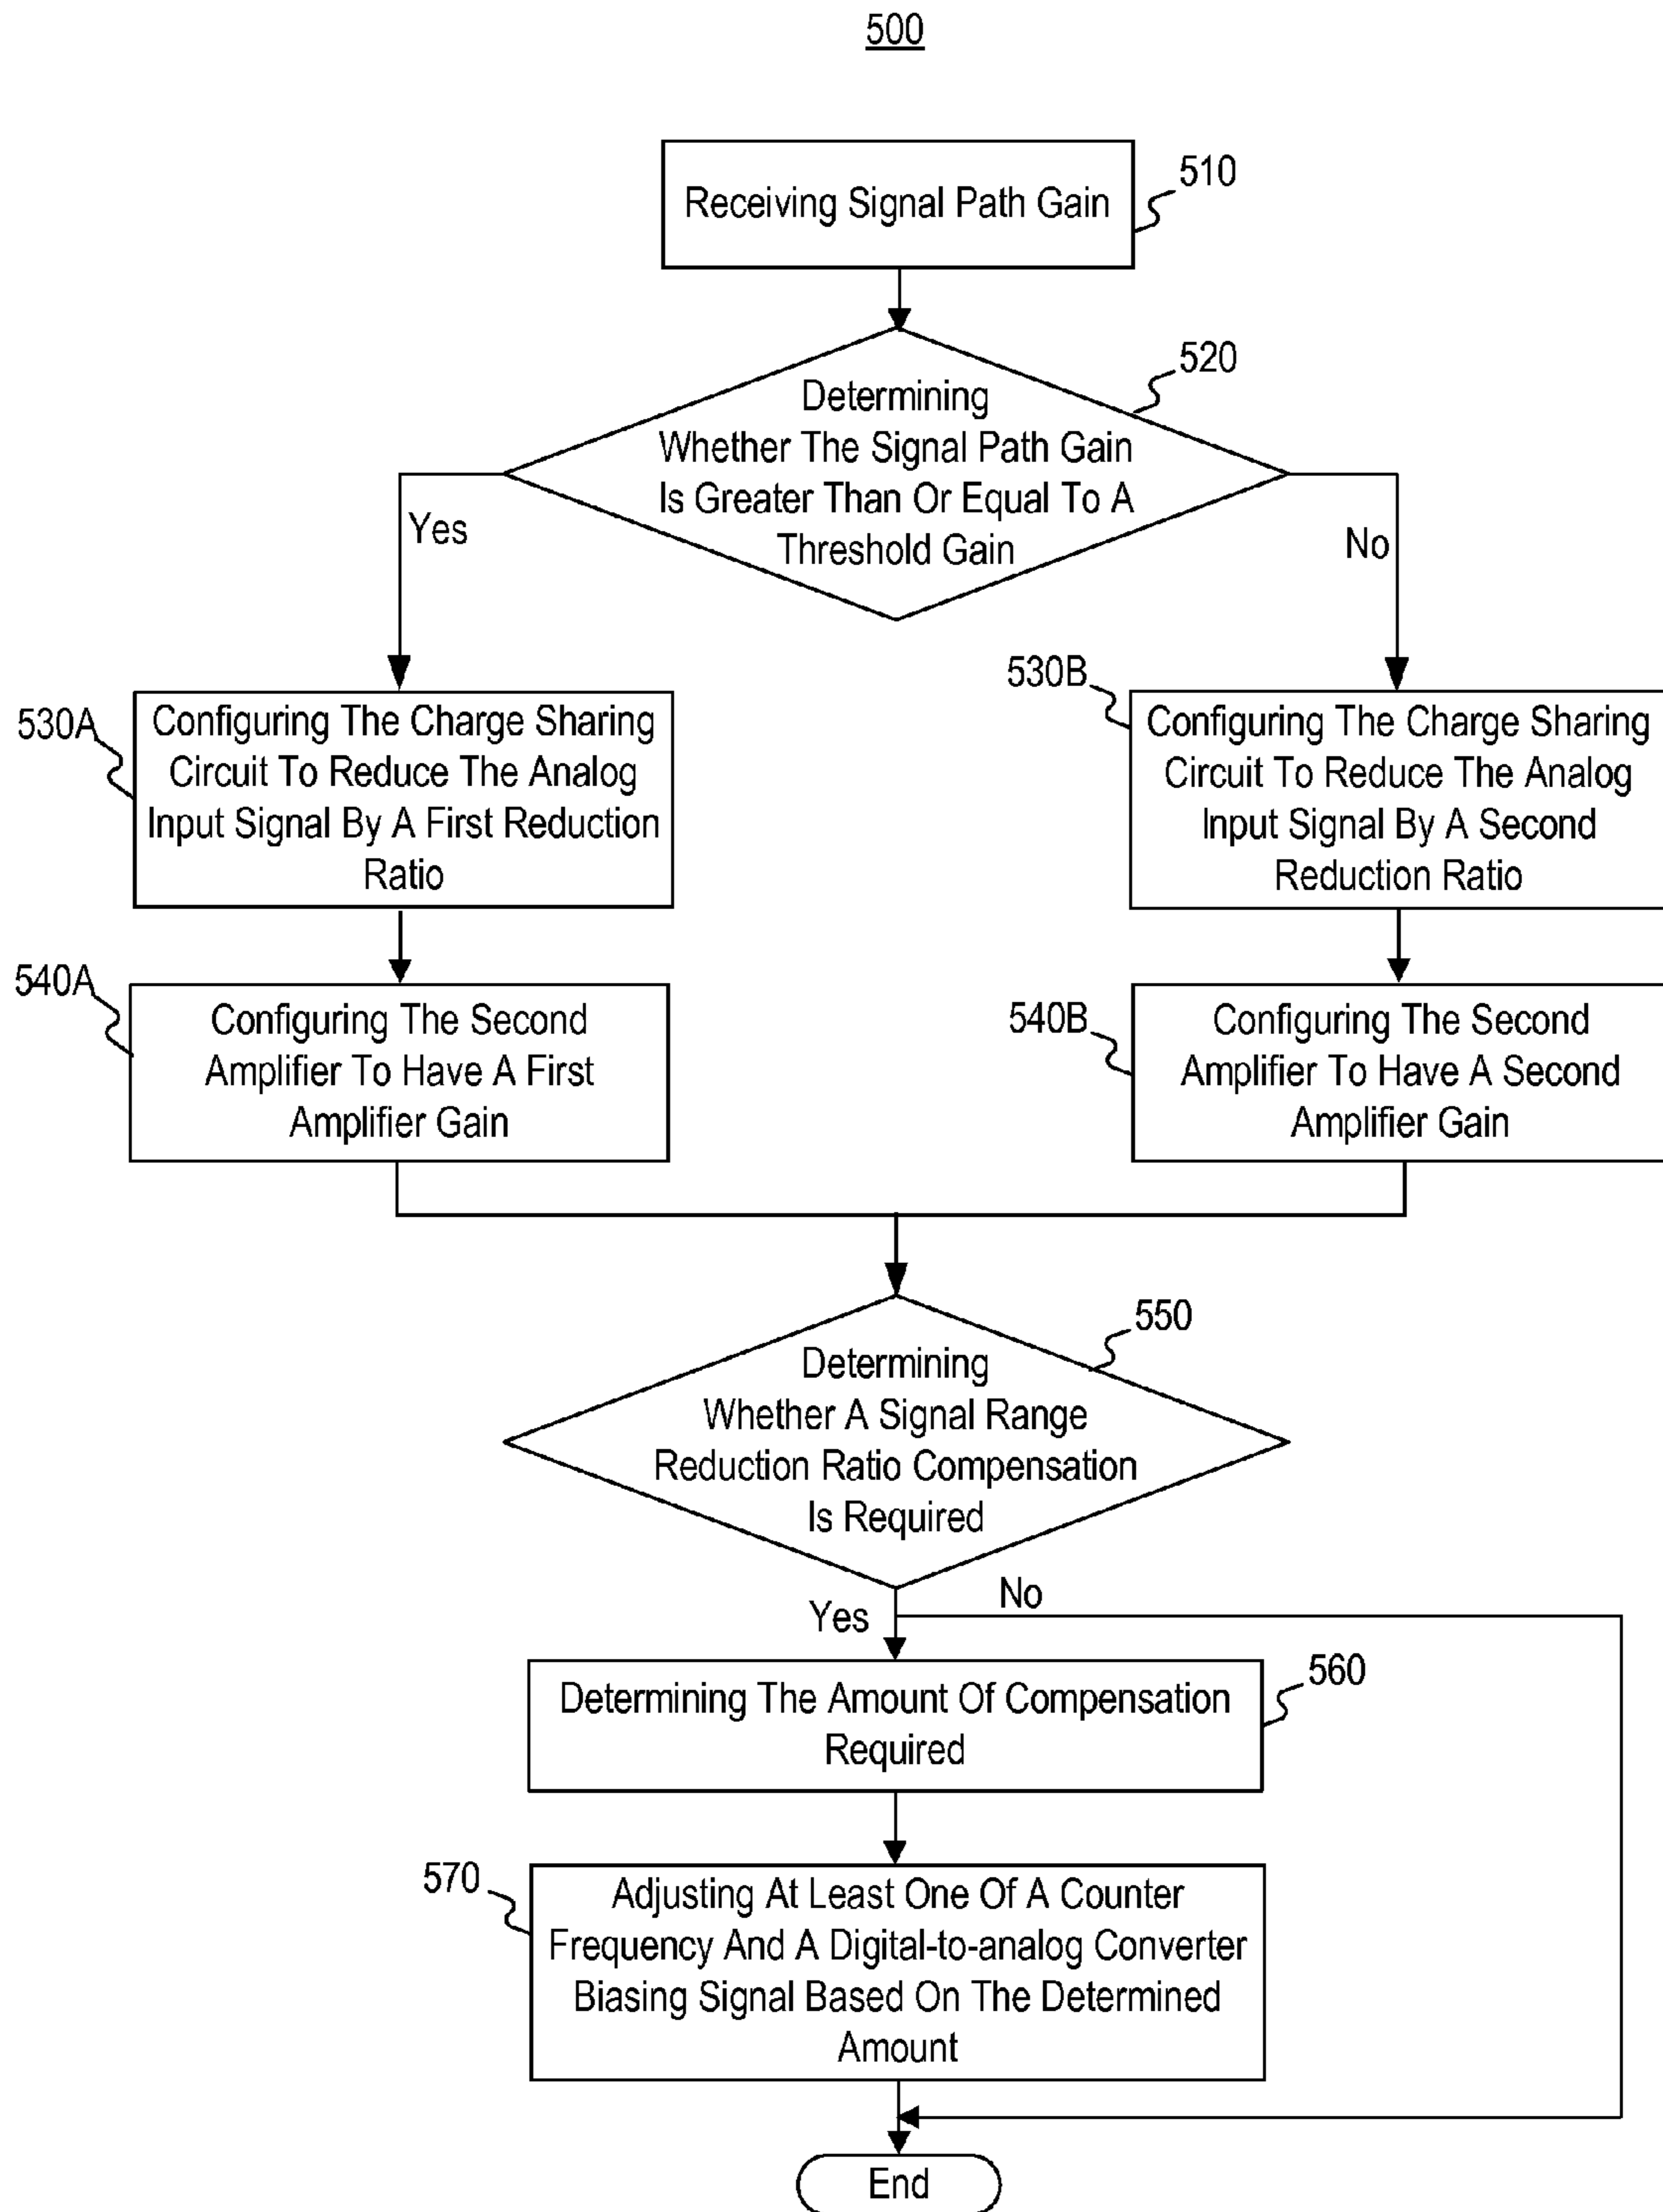 500
Receiving Signal Path Gain
510
Determining
Whether The Signal Path Gain
Is Greater Than Or Equal To A
Threshold Gain
520
Yes
No
530A
Configuring The Charge Sharing
Circuit To Reduce The Analog
Input Signal By A First Reduction
Ratio
530B
Configuring The Charge Sharing
Circuit To Reduce The Analog
Input Signal By A Second
Reduction Ratio
540A
Configuring The Second
Amplifier To Have A First
Amplifier Gain
540B
Configuring The Second
Amplifier To Have A Second
Amplifier Gain
550
Determining
Whether A Signal Range
Reduction Ratio Compensation
Is Required
Yes
No
560
Determining The Amount Of Compensation
Required
570
Adjusting At Least One Of A Counter
Frequency And A Digital-to-analog Converter
Biasing Signal Based On The Determined
Amount
End